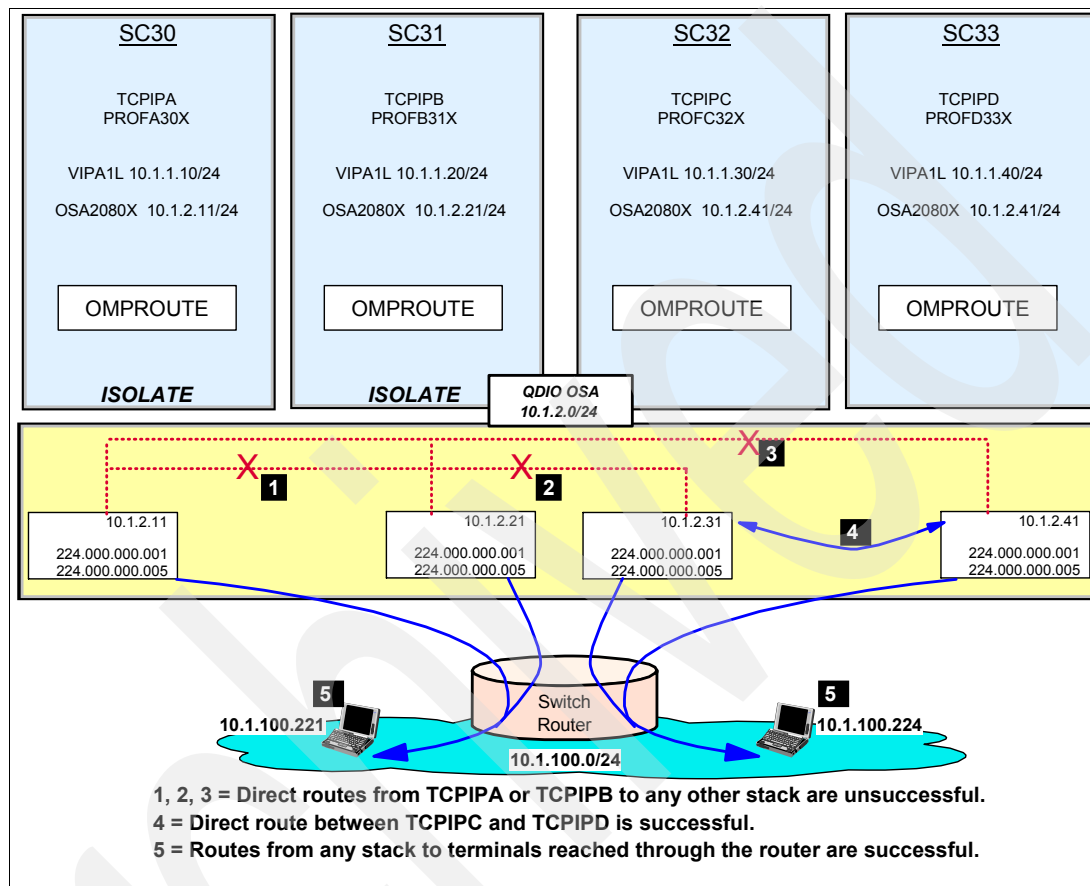 SC30
TCPIPA
PROFA30X
VIPA1L 10.1.1.10/24
OSA2080X 10.1.2.11/24
OMPROUTE
ISOLATE
SC31
TCPIPB
PROFB31X
VIPA1L 10.1.1.20/24
OSA2080X 10.1.2.21/24
OMPROUTE
ISOLATE
SC32
TCPIPC
PROFC32X
VIPA1L 10.1.1.30/24
OSA2080X 10.1.2.41/24
OMPROUTE
SC33
TCPIPD
PROFD33X
VIPA1L 10.1.1.40/24
OSA2080X 10.1.2.41/24
OMPROUTE
QDIO OSA
10.1.2.0/24
X
1
X
2
X
3
4
10.1.2.11
224.000.000.001
224.000.000.005
10.1.2.21
224.000.000.001
224.000.000.005
10.1.2.31
224.000.000.001
224.000.000.005
10.1.2.41
224.000.000.001
224.000.000.005
Switch
Router
5
10.1.100.221
5
10.1.100.224
10.1.100.0/24
1, 2, 3 = Direct routes from TCPIPA or TCPIPB to any other stack are unsuccessful.
4 = Direct route between TCPIPC and TCPIPD is successful.
5 = Routes from any stack to terminals reached through the router are successful.